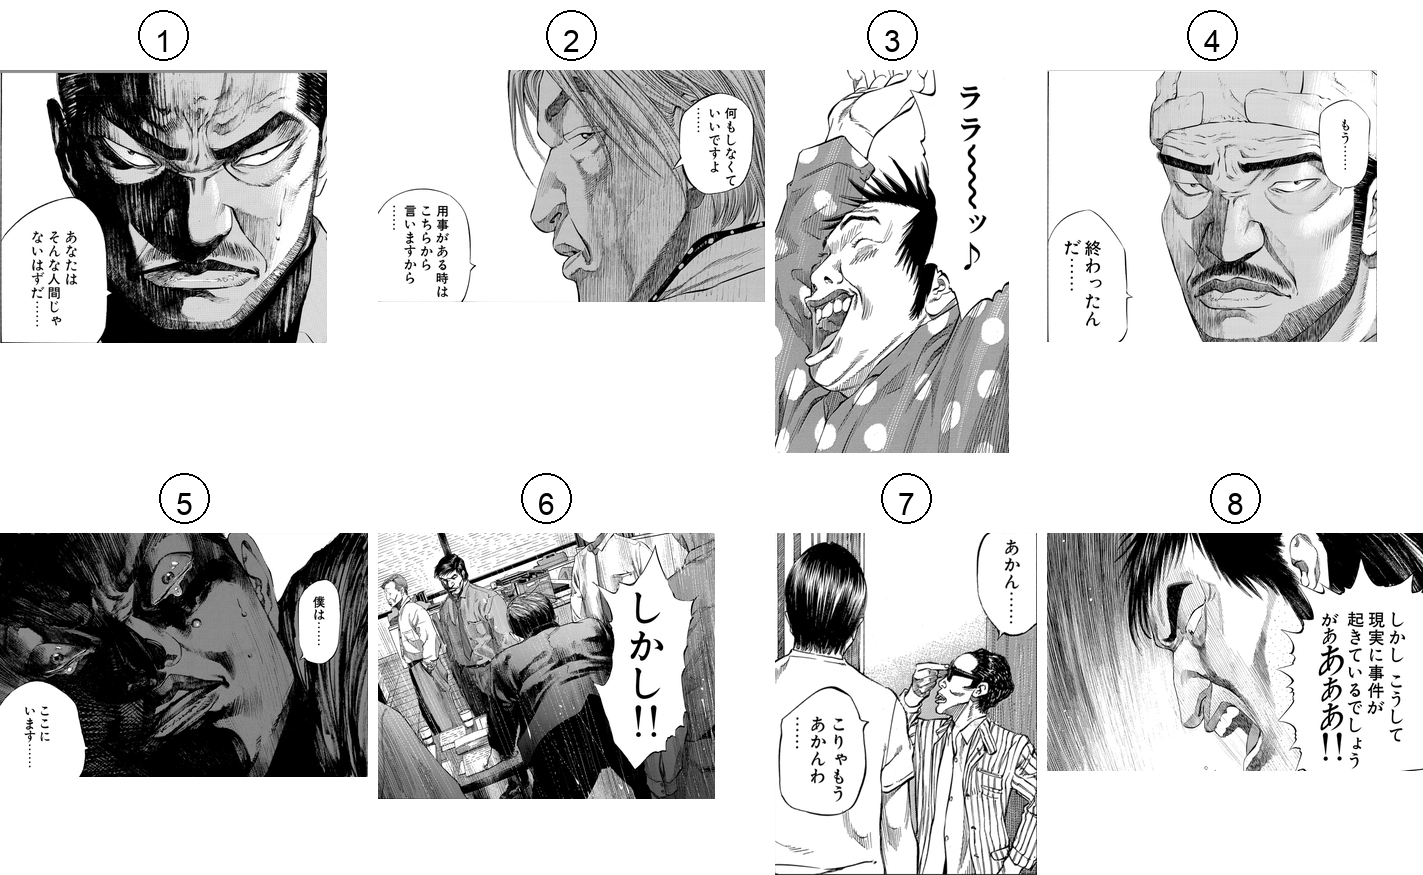 1
あなたは
そんな人間じゃ
ないはずだ……
2
何もしなくて
いいですよ
……
用事がある時は
こちらから
言いますから
……
3
ララ〜〜〜ッ♪
4
もう……
終わったん
だ……
5
僕は……
ここに
います……
6
しかし!!
7
あかん……
こりゃもう
あかんわ
……
8
しかし こうして
現実に事件が
起きているでしょう
がああああ!!